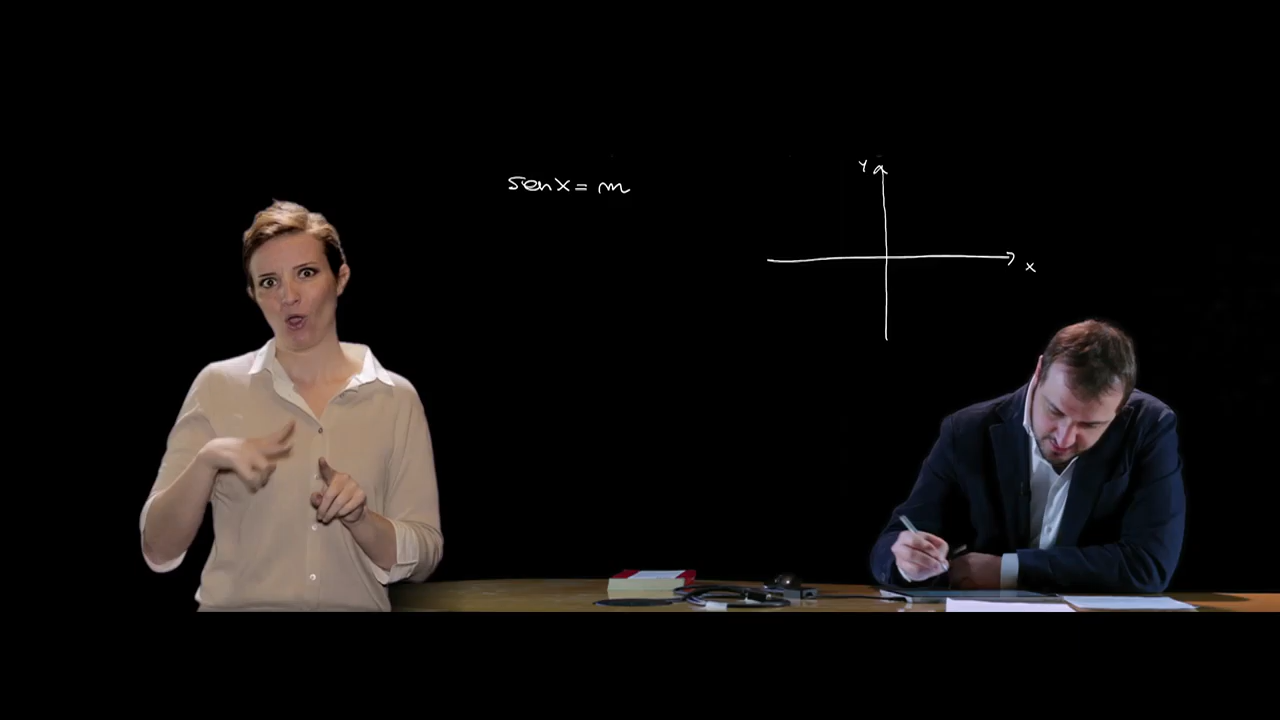 senx = m
Y
x